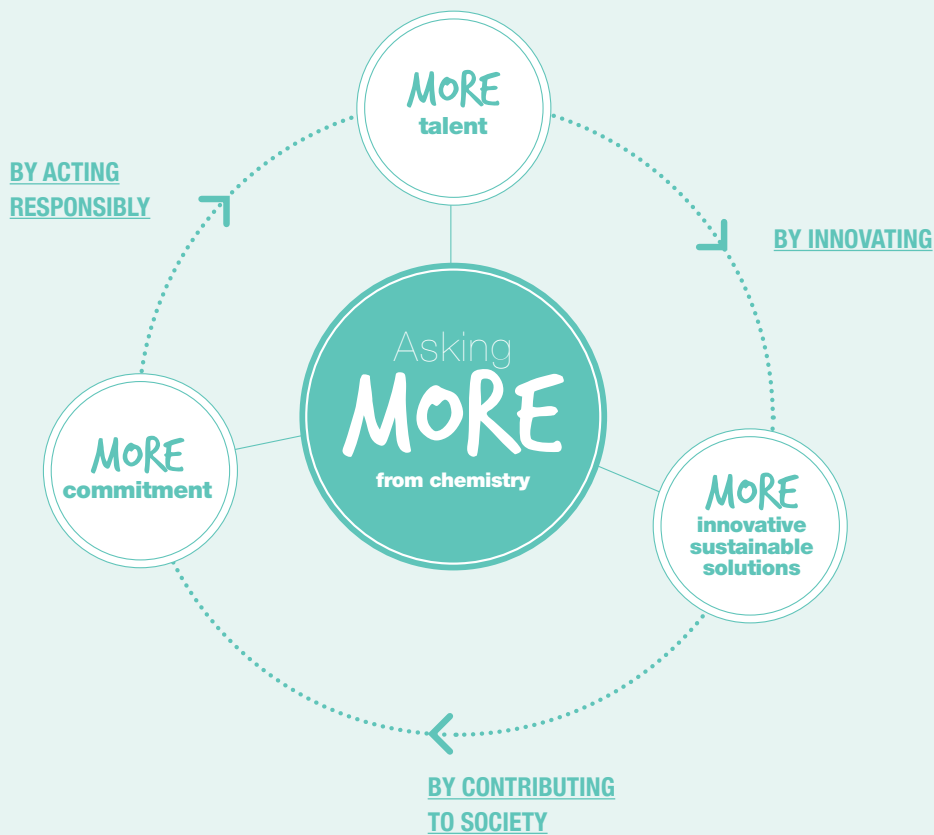 MORE
talent
BY ACTING
RESPONSIBLY
BY INNOVATING
Asking
MORE
from chemistry
MORE
commitment
MORE
innovative
sustainable
solutions
BY CONTRIBUTING
TO SOCIETY